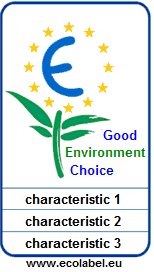 Good
Environment
Choice
characteristic 1
characteristic 2
characteristic 3
www.ecolabel.eu